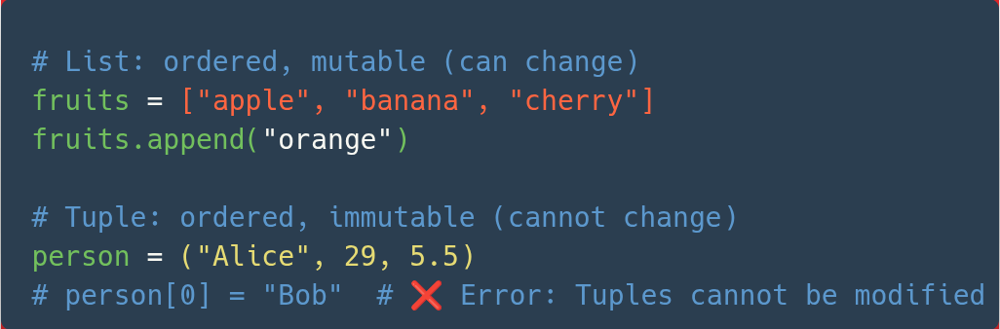 # List: ordered, mutable (can change)
fruits = ["apple", "banana", "cherry"]
fruits.append("orange")
# Tuple: ordered, immutable (cannot change)
person = ("Alice", 29, 5.5)
# person[0] = "Bob"  # ❌ Error: Tuples cannot be modified